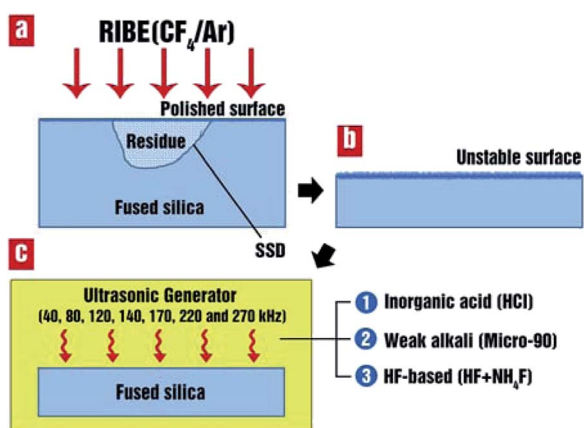 a
RIBE(CF₄/Ar)
Polished surface
Residue
Fused silica
SSD
b
Unstable surface
c
Ultrasonic Generator
(40, 80, 120, 140, 170, 220 and 270 kHz)
Fused silica
1 Inorganic acid (HCl)
2 Weak alkali (Micro-90)
3 HF-based (HF+NH₄F)